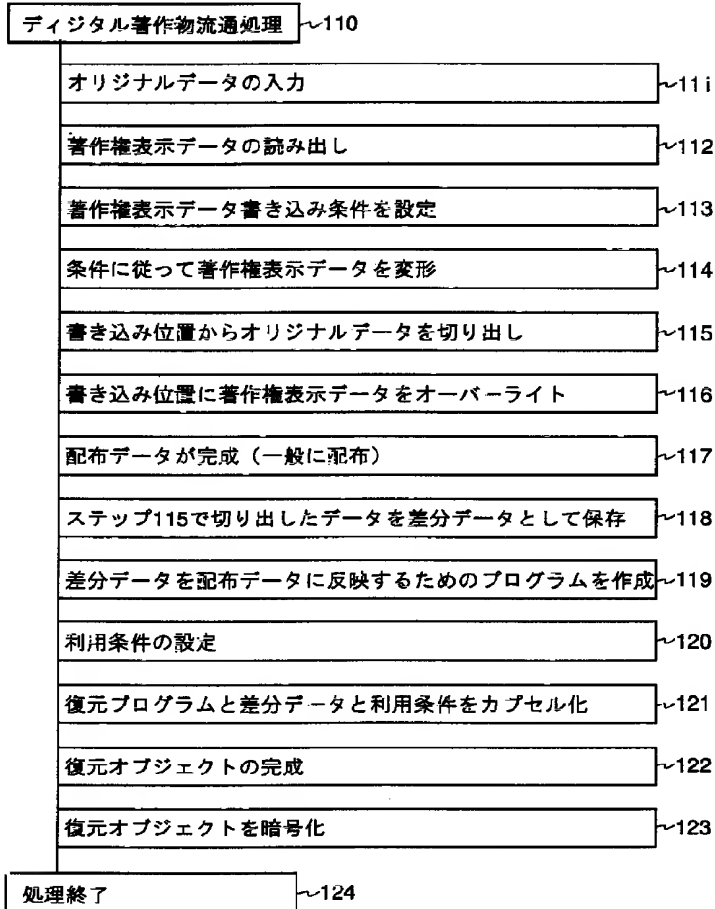 ディジタル著作物流通処理 ~110
オリジナルデータの入力 ~11i
著作権表示データの読み出し ~112
著作権表示データ書き込み条件を設定 ~113
条件に従って著作権表示データを変形 ~114
書き込み位置からオリジナルデータを切り出し ~115
書き込み位置に著作権表示データをオーバーライト ~116
配布データが完成（一般に配布） ~117
ステップ115で切り出したデータを差分データとして保存 ~118
差分データを配布データに反映するためのプログラムを作成 ~119
利用条件の設定 ~120
復元プログラムと差分データと利用条件をカプセル化 ~121
復元オブジェクトの完成 ~122
復元オブジェクトを暗号化 ~123
処理終了 ~124